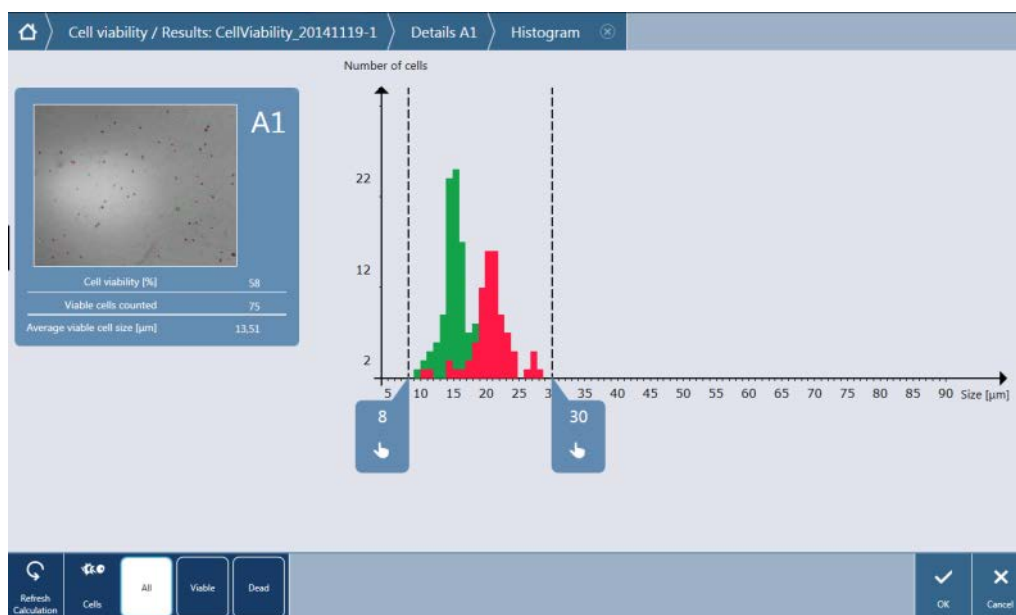 Cell viability / Results: CellViability_20141119-1 Details A1 Histogram
Number of cells
A1
Cell viability [%] 58
Viable cells counted 75
Average viable cell size [μm] 13,51
22
12
2
5 10 15 20 25 3 35 40 45 50 55 60 65 70 75 80 85 90 Size [μm]
8 30
Refresh Calculation
Cells
All
Viable
Dead
OK
Cancel